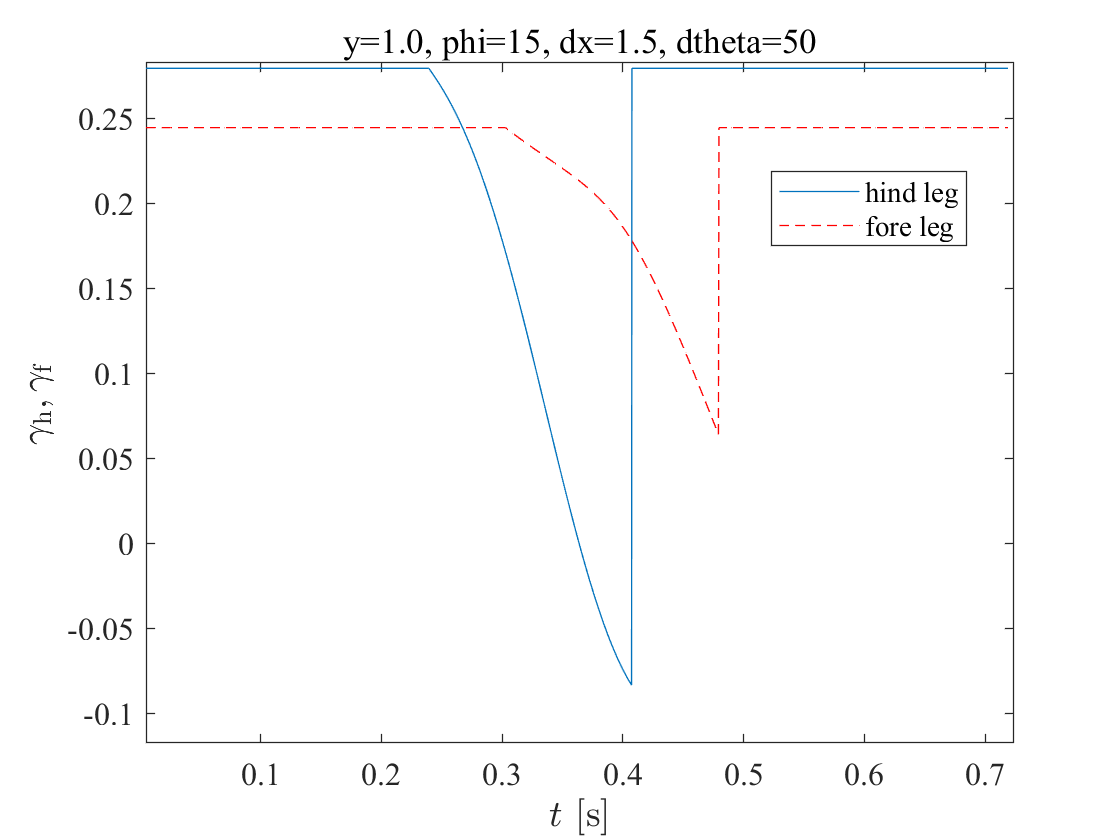 y=1.0, phi=15, dx=1.5, dtheta=50
γh, γf
0.25
0.2
0.15
0.1
0.05
0
-0.05
-0.1
hind leg
fore leg
0.1 0.2 0.3 0.4 0.5 0.6 0.7
t [s]